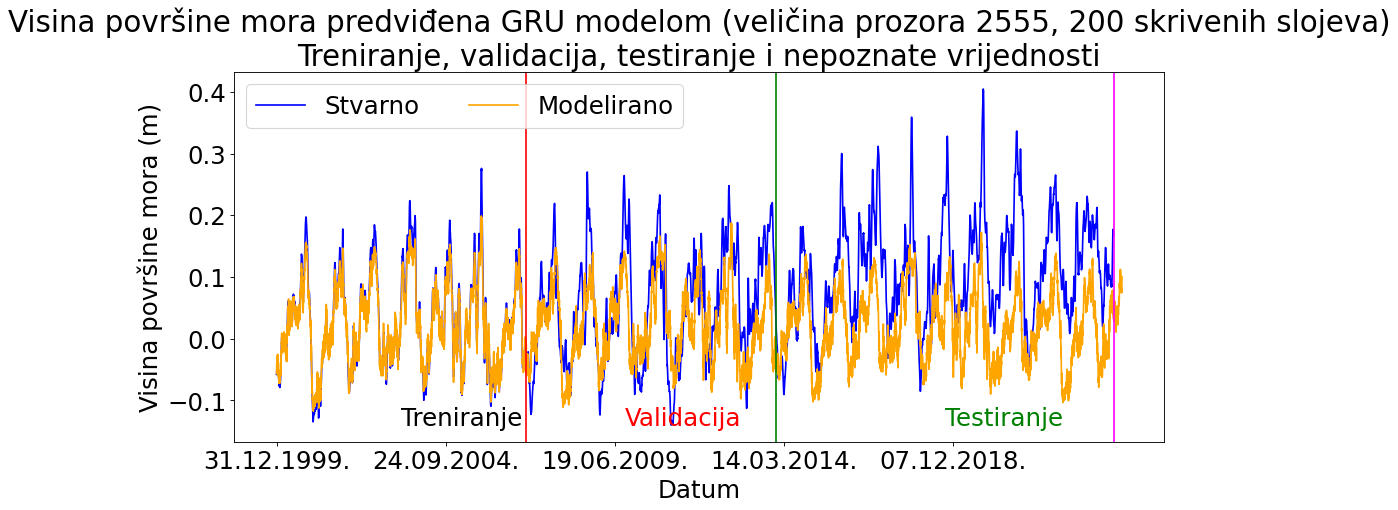 Visina površine mora predviđena GRU modelom (veličina prozora 2555, 200 skrivenih slojeva)
Treniranje, validacija, testiranje i nepoznate vrijednosti
Stvarno Modelirano
Visina površine mora (m)
0.4
0.3
0.2
0.1
0.0
−0.1
Treniranje Validacija Testiranje
31.12.1999. 24.09.2004. 19.06.2009. 14.03.2014. 07.12.2018.
Datum